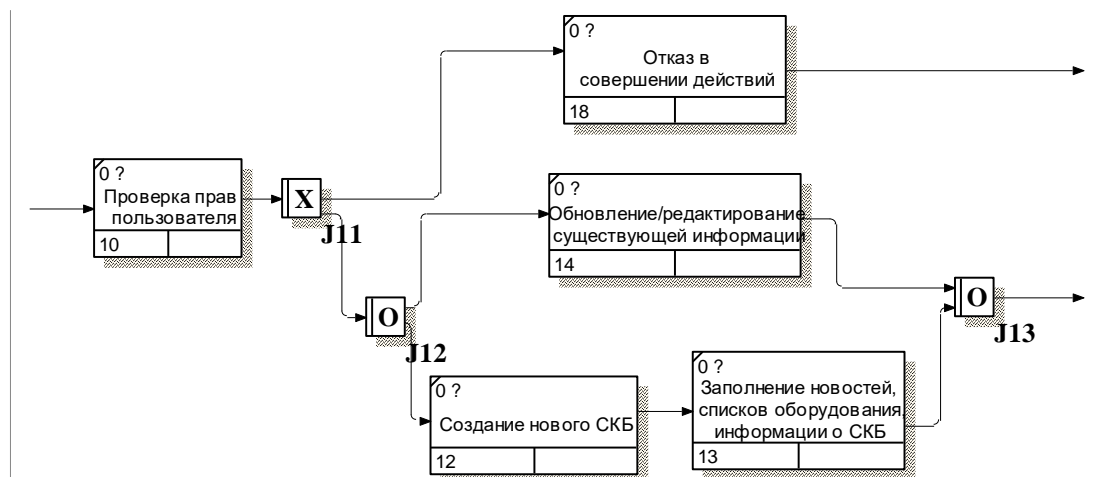 0 ?
Отказ в
совершении действий
18
0 ?
Проверка прав
пользователя
10
X
J11
0 ?
Обновление/редактирование
существующей информации
14
O
J12
O
J13
0 ?
Создание нового СКБ
12
0 ?
Заполнение новостей,
списков оборудования,
информации о СКБ
13